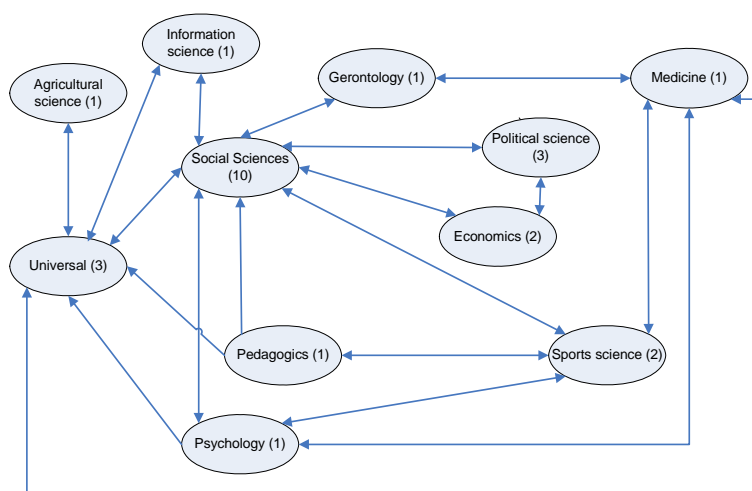 Information
science (1)
Agricultural
science (1)
Gerontology (1)
Medicine (1)
Political science
(3)
Social Sciences
(10)
Economics (2)
Universal (3)
Pedagogics (1)
Sports science (2)
Psychology (1)